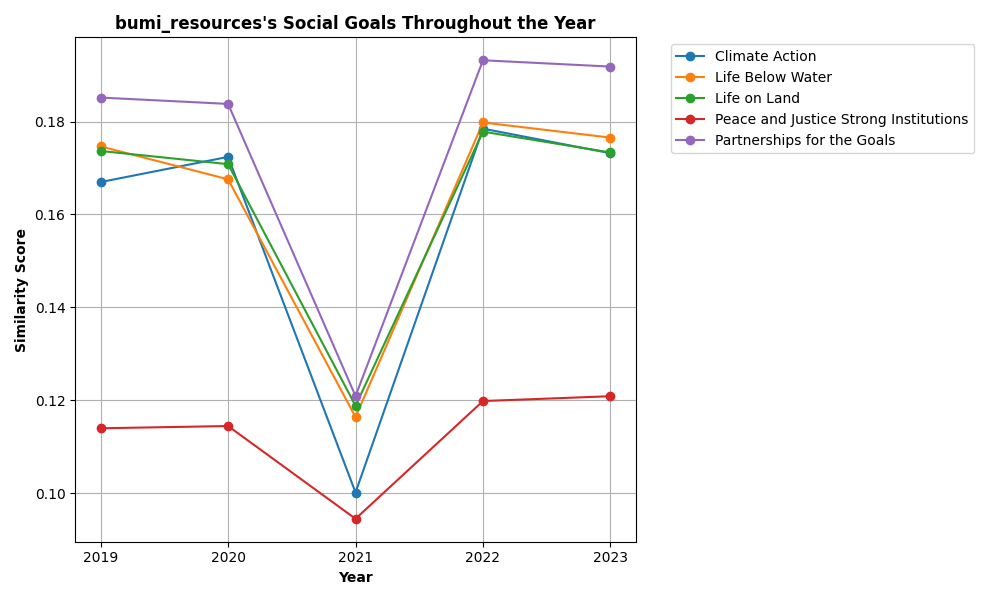 bumi_resources's Social Goals Throughout the Year
Climate Action
Life Below Water
Life on Land
Peace and Justice Strong Institutions
Partnerships for the Goals
Similarity Score
0.18
0.16
0.14
0.12
0.10
2019 2020 2021 2022 2023
Year